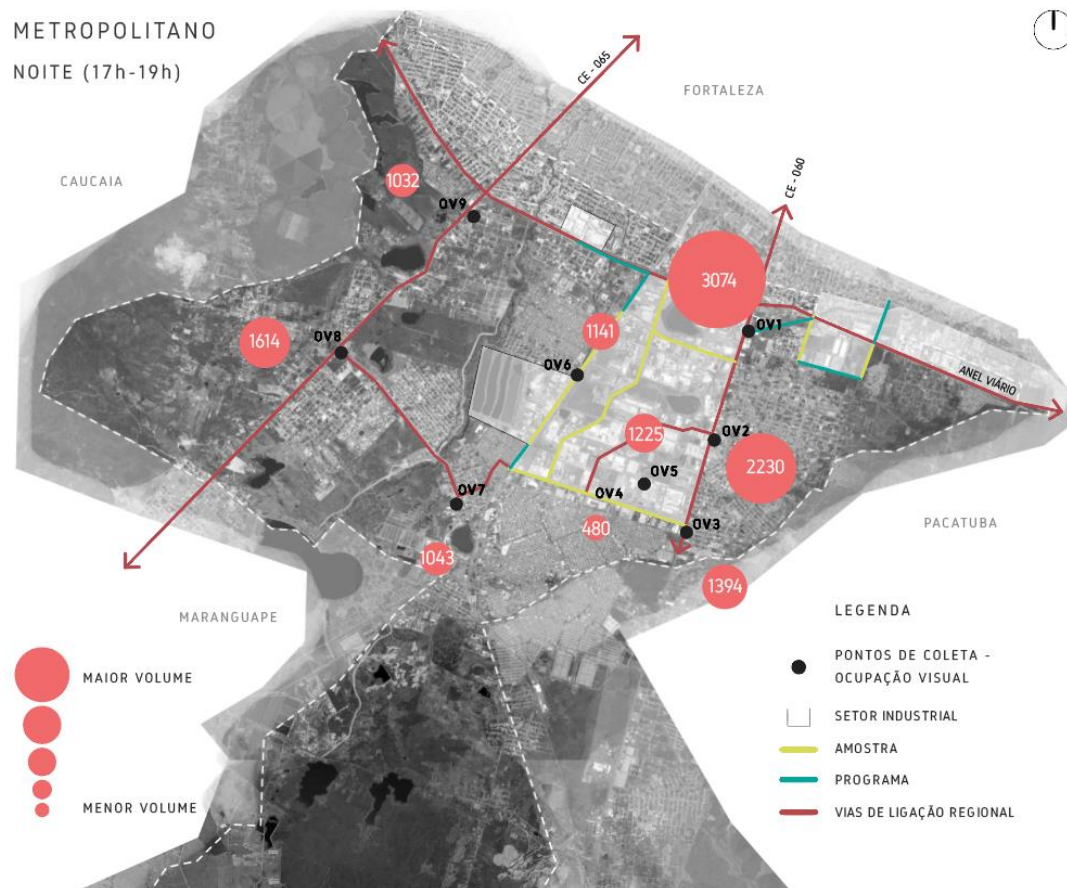 METROPOLITANO
NOITE (17h-19h)
CE - 065
FORTALEZA
CAUCAIA
CE - 060
1032
OV9
3074
1141
OV1
1614
OV8
OV6
ANEL VIÁRIO
1225
OV2
2230
OV5
OV7
OV4
480
OV3
PACATUBA
1043
1394
MARANGUAPE
LEGENDA
PONTOS DE COLETA -
OCUPAÇÃO VISUAL
SETOR INDUSTRIAL
AMOSTRA
PROGRAMA
VIAS DE LIGAÇÃO REGIONAL
MAIOR VOLUME
MENOR VOLUME